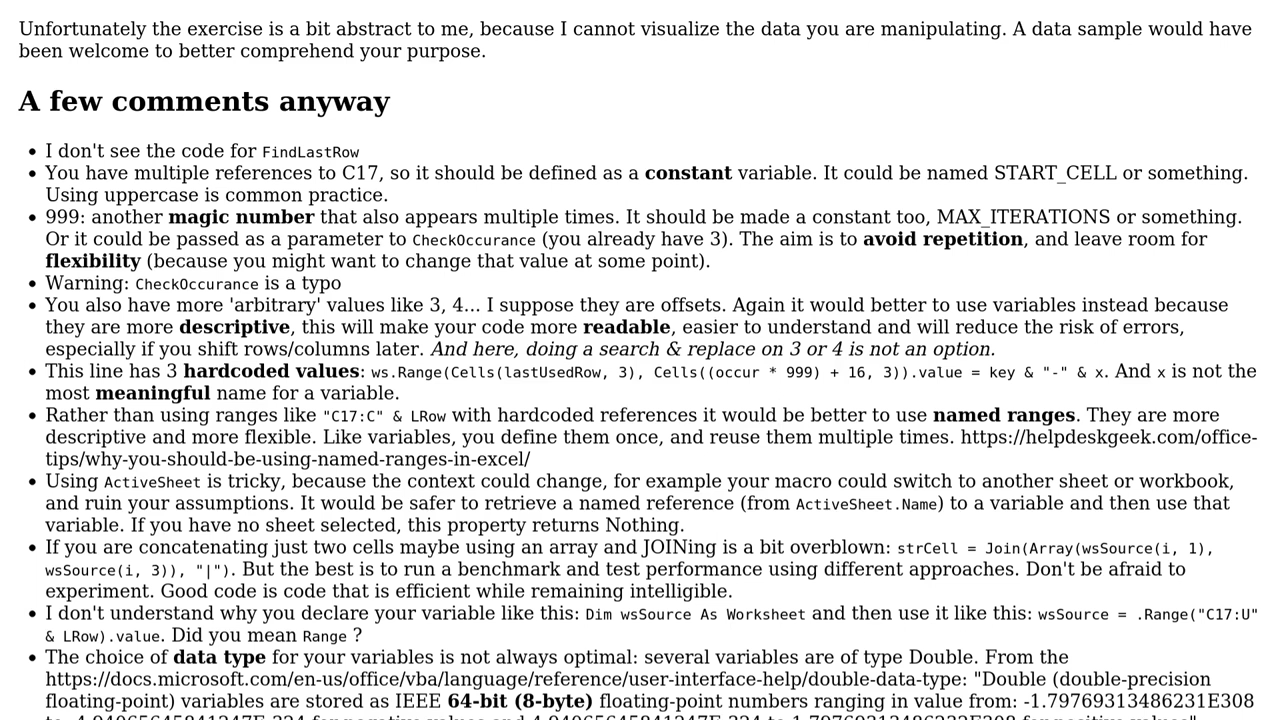 Unfortunately the exercise is a bit abstract to me, because I cannot visualize the data you are manipulating. A data sample would have
been welcome to better comprehend your purpose.
A few comments anyway
• I don't see the code for FindLastRow
• You have multiple references to C17, so it should be defined as a constant variable. It could be named START_CELL or something.
Using uppercase is common practice.
• 999: another magic number that also appears multiple times. It should be made a constant too, MAX_ITERATIONS or something.
Or it could be passed as a parameter to CheckOccurance (you already have 3). The aim is to avoid repetition, and leave room for
flexibility (because you might want to change that value at some point).
• Warning: CheckOccurance is a typo
• You also have more 'arbitrary' values like 3, 4... I suppose they are offsets. Again it would better to use variables instead because
they are more descriptive, this will make your code more readable, easier to understand and will reduce the risk of errors,
especially if you shift rows/columns later. And here, doing a search & replace on 3 or 4 is not an option.
• This line has 3 hardcoded values: ws.Range(Cells(lastUsedRow, 3), Cells((occur * 999) + 16, 3)).value = key & "-" & x. And x is not the
most meaningful name for a variable.
• Rather than using ranges like "C17:C" & LRow with hardcoded references it would be better to use named ranges. They are more
descriptive and more flexible. Like variables, you define them once, and reuse them multiple times. https://helpdeskgeek.com/office-
tips/why-you-should-be-using-named-ranges-in-excel/
• Using ActiveSheet is tricky, because the context could change, for example your macro could switch to another sheet or workbook,
and ruin your assumptions. It would be safer to retrieve a named reference (from ActiveSheet.Name) to a variable and then use that
variable. If you have no sheet selected, this property returns Nothing.
• If you are concatenating just two cells maybe using an array and JOINing is a bit overblown: strCell = Join(Array(wsSource(i, 1),
wsSource(i, 3)), "|"). But the best is to run a benchmark and test performance using different approaches. Don't be afraid to
experiment. Good code is code that is efficient while remaining intelligible.
• I don't understand why you declare your variable like this: Dim wsSource As Worksheet and then use it like this: wsSource = .Range("C17:U"
& LRow).value. Did you mean Range ?
• The choice of data type for your variables is not always optimal: several variables are of type Double. From the
https://docs.microsoft.com/en-us/office/vba/language/reference/user-interface-help/double-data-type: "Double (double-precision
floating-point) variables are stored as IEEE 64-bit (8-byte) floating-point numbers ranging in value from: -1.79769313486231E308